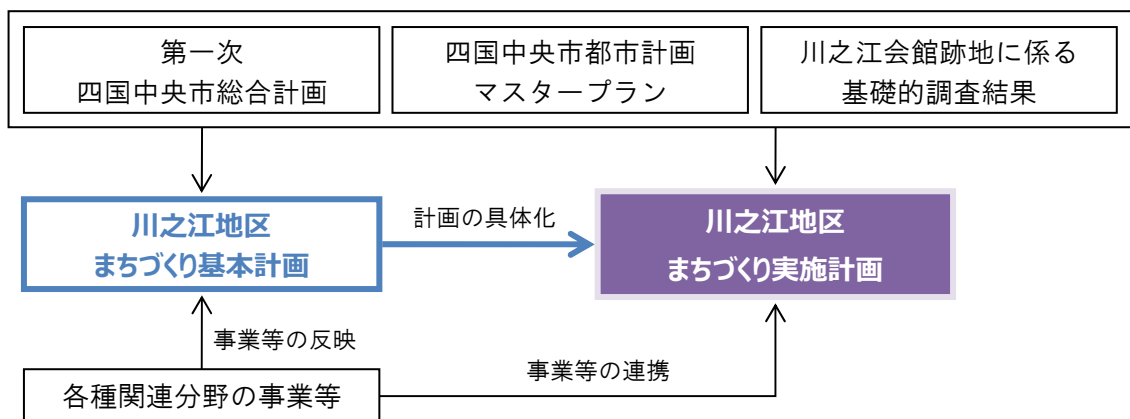 第一次
四国中央市総合計画
四国中央市都市計画
マスタープラン
川之江会館跡地に係る
基礎的調査結果
川之江地区
まちづくり基本計画
計画の具体化
川之江地区
まちづくり実施計画
事業等の反映
各種関連分野の事業等
事業等の連携